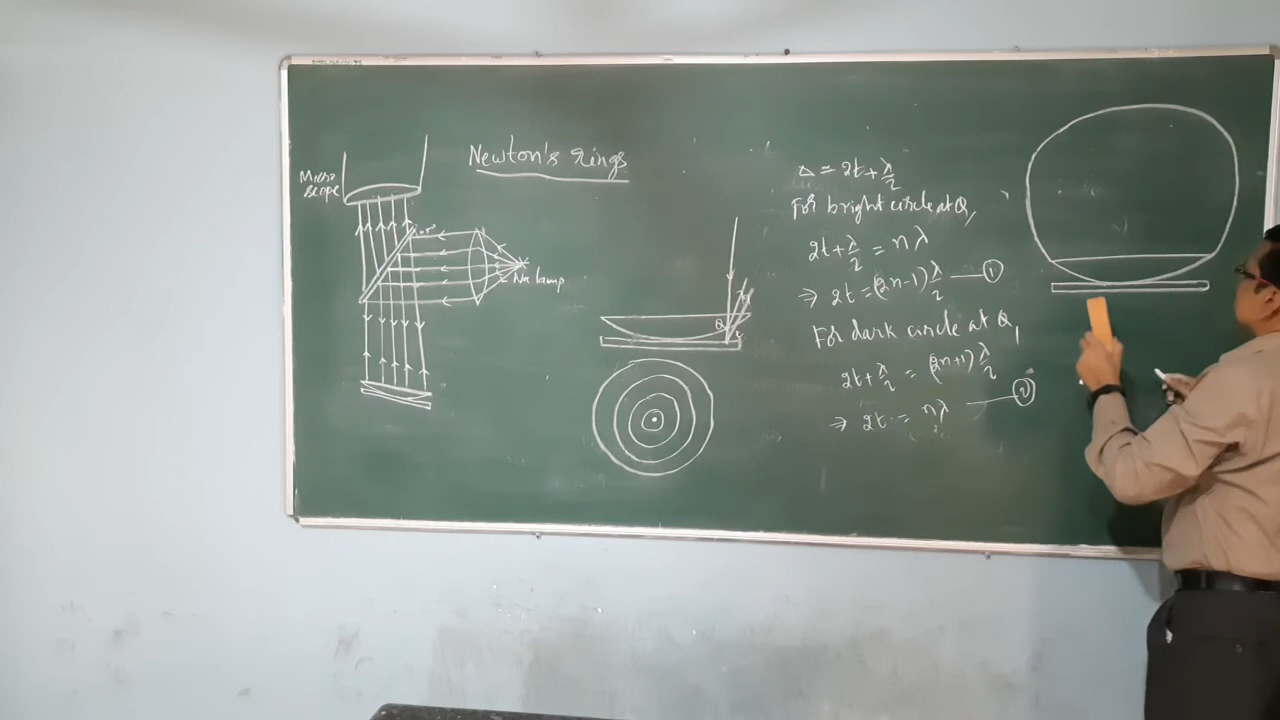 Newton's rings
Micro
scope
45°
Na lamp
Q
t
Δ = 2t + λ/2
For bright circle at Q,
2t + λ/2 = nλ
⇒ 2t = (2n-1) λ/2 — ①
For dark circle at Q,
2t + λ/2 = (2n+1) λ/2
⇒ 2t = nλ — ②